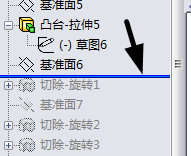 基准面5
凸台-拉伸5
(-) 草图6
基准面6
切除-旋转1
基准面7
切除-旋转2
切除-旋转3